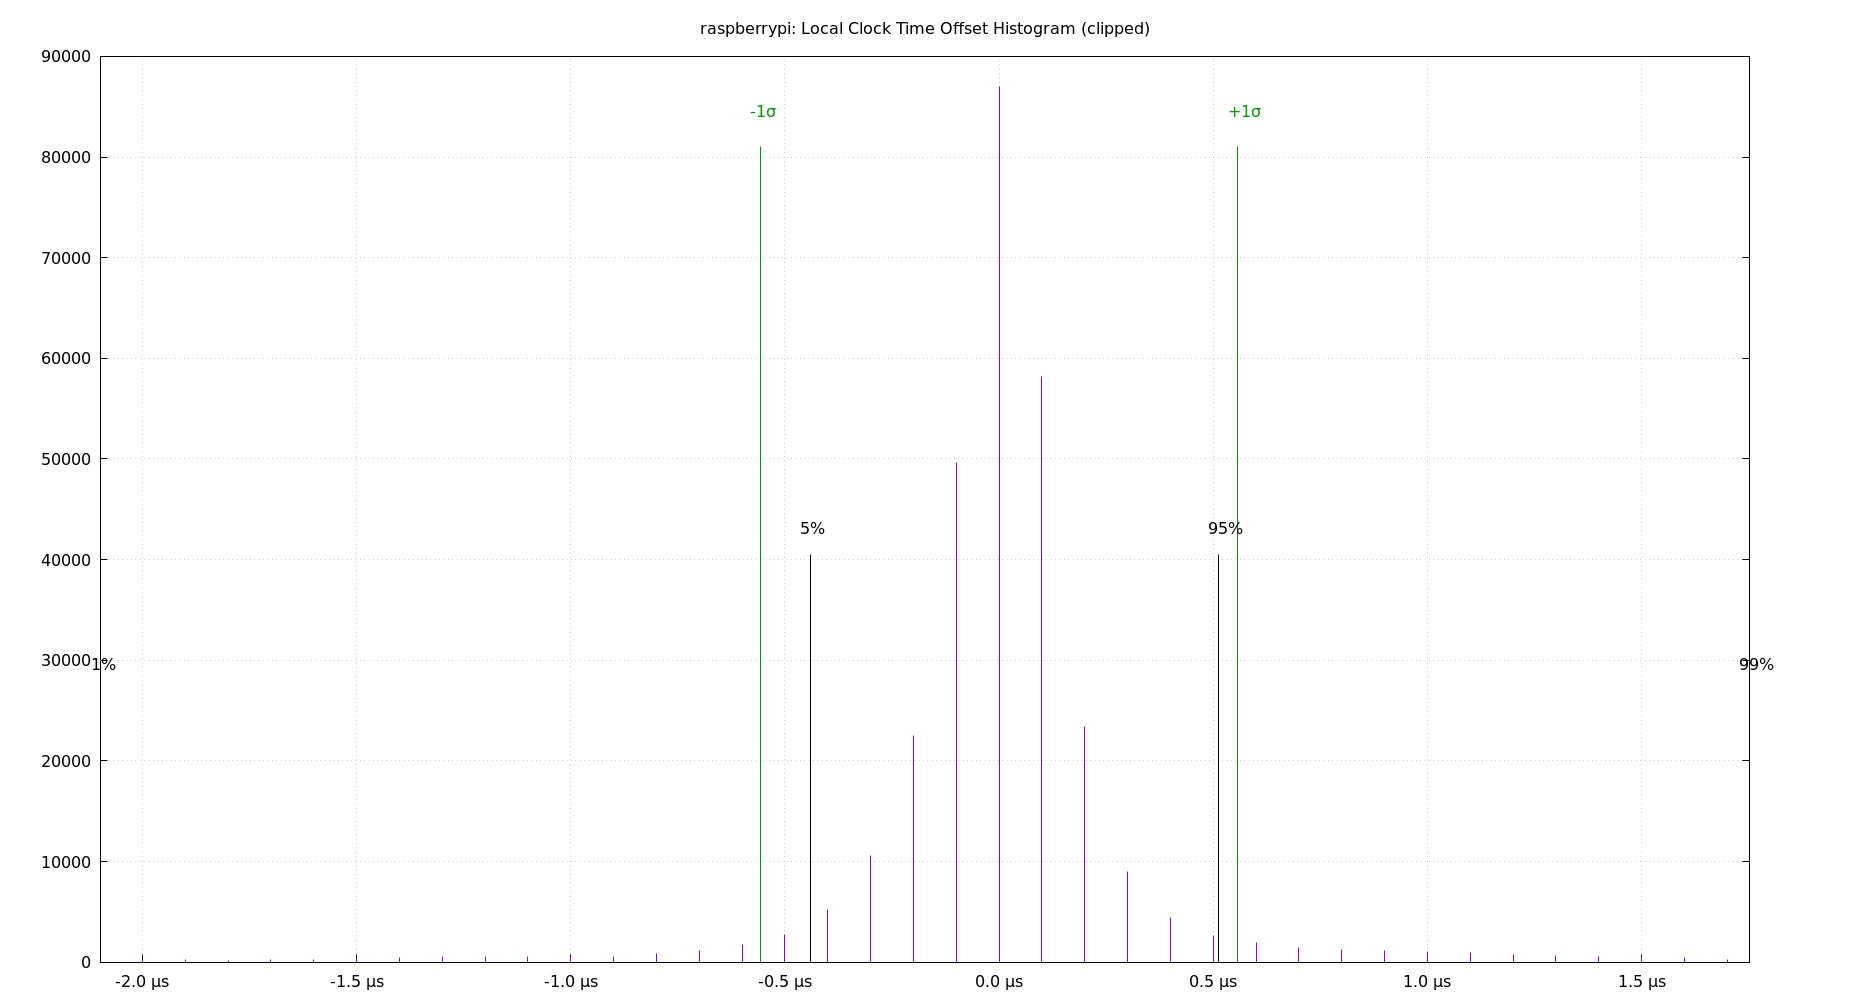 raspberrypi: Local Clock Time Offset Histogram (clipped)
90000
-1σ
+1σ
80000
70000
60000
50000
5%
95%
40000
30000
1%
99%
20000
10000
0
-2.0 µs
-1.5 µs
-1.0 µs
-0.5 µs
0.0 µs
0.5 µs
1.0 µs
1.5 µs